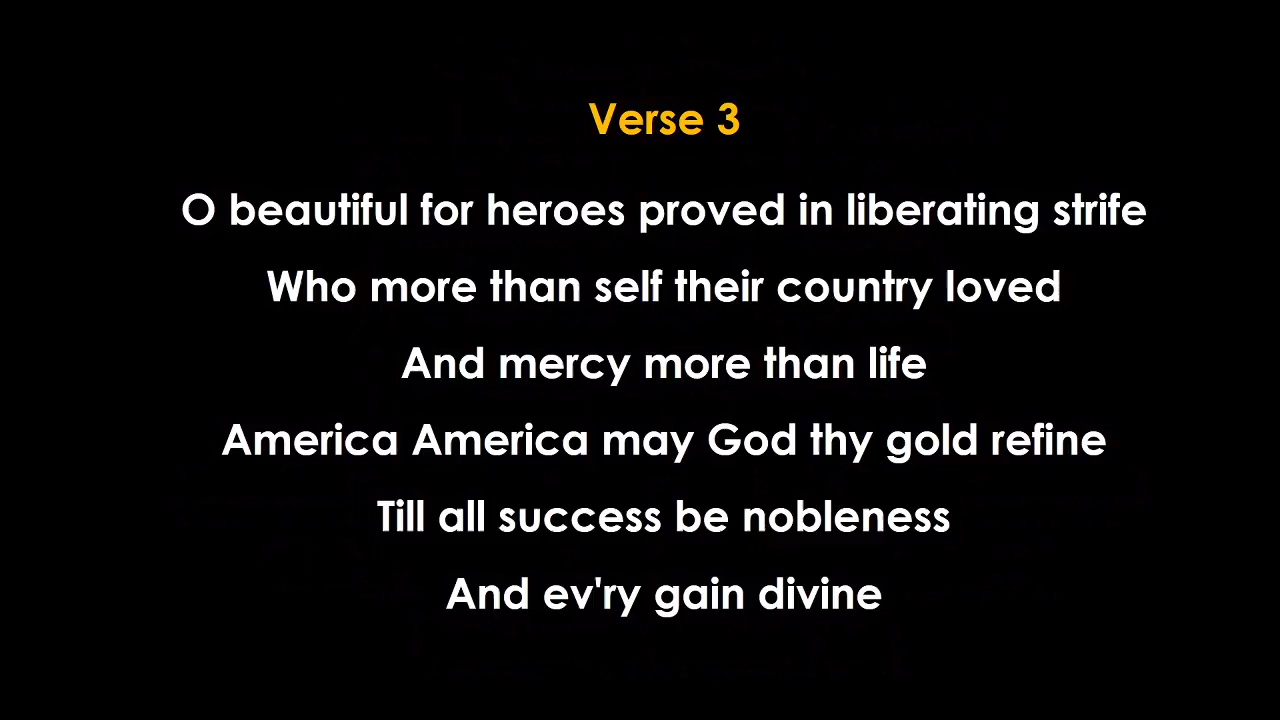 Verse 3
O beautiful for heroes proved in liberating strife
Who more than self their country loved
And mercy more than life
America America may God thy gold refine
Till all success be nobleness
And ev'ry gain divine